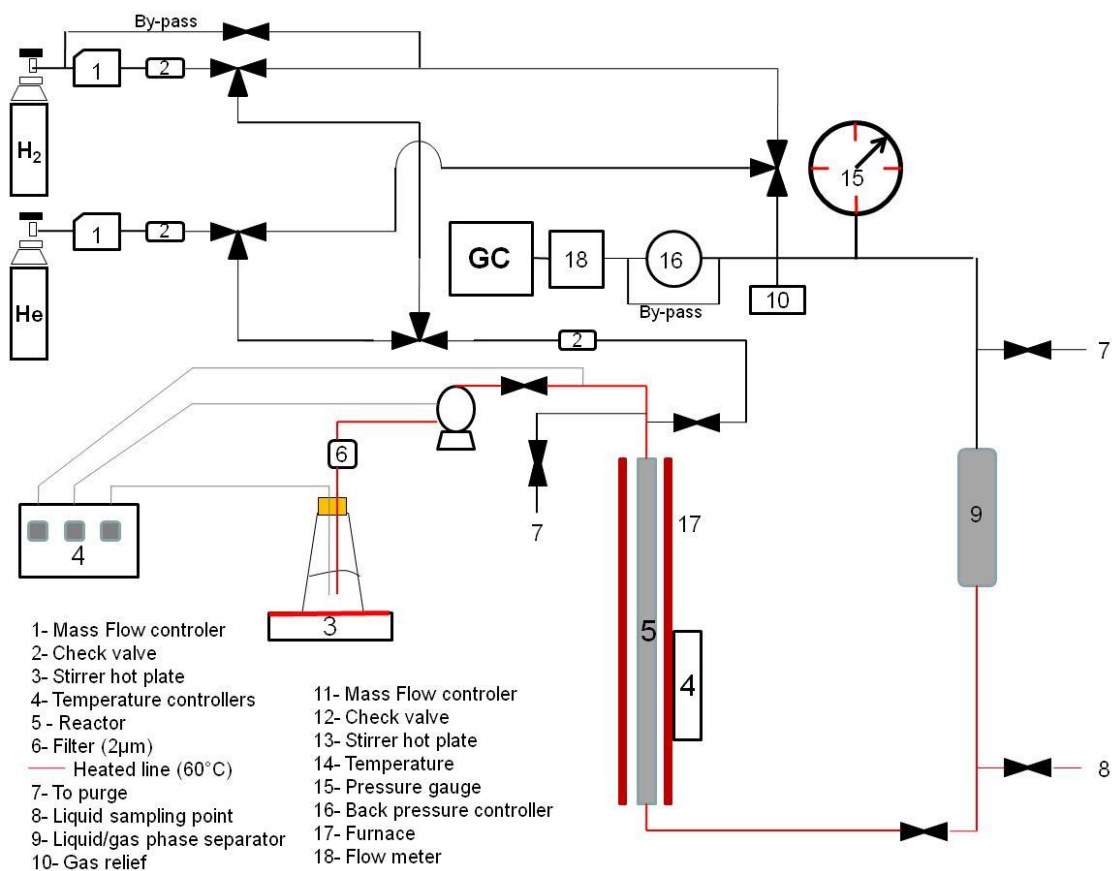 By-pass
1
2
H₂
15
1
2
GC
18
16
10
By-pass
He
2
7
6
4
7
17
9
3
5
4
8
1- Mass Flow controler
2- Check valve
3- Stirrer hot plate
4- Temperature controllers
5 - Reactor
6- Filter (2µm)
Heated line (60°C)
7- To purge
8- Liquid sampling point
9- Liquid/gas phase separator
10- Gas relief
11- Mass Flow controler
12- Check valve
13- Stirrer hot plate
14- Temperature
15- Pressure gauge
16- Back pressure controller
17- Furnace
18- Flow meter